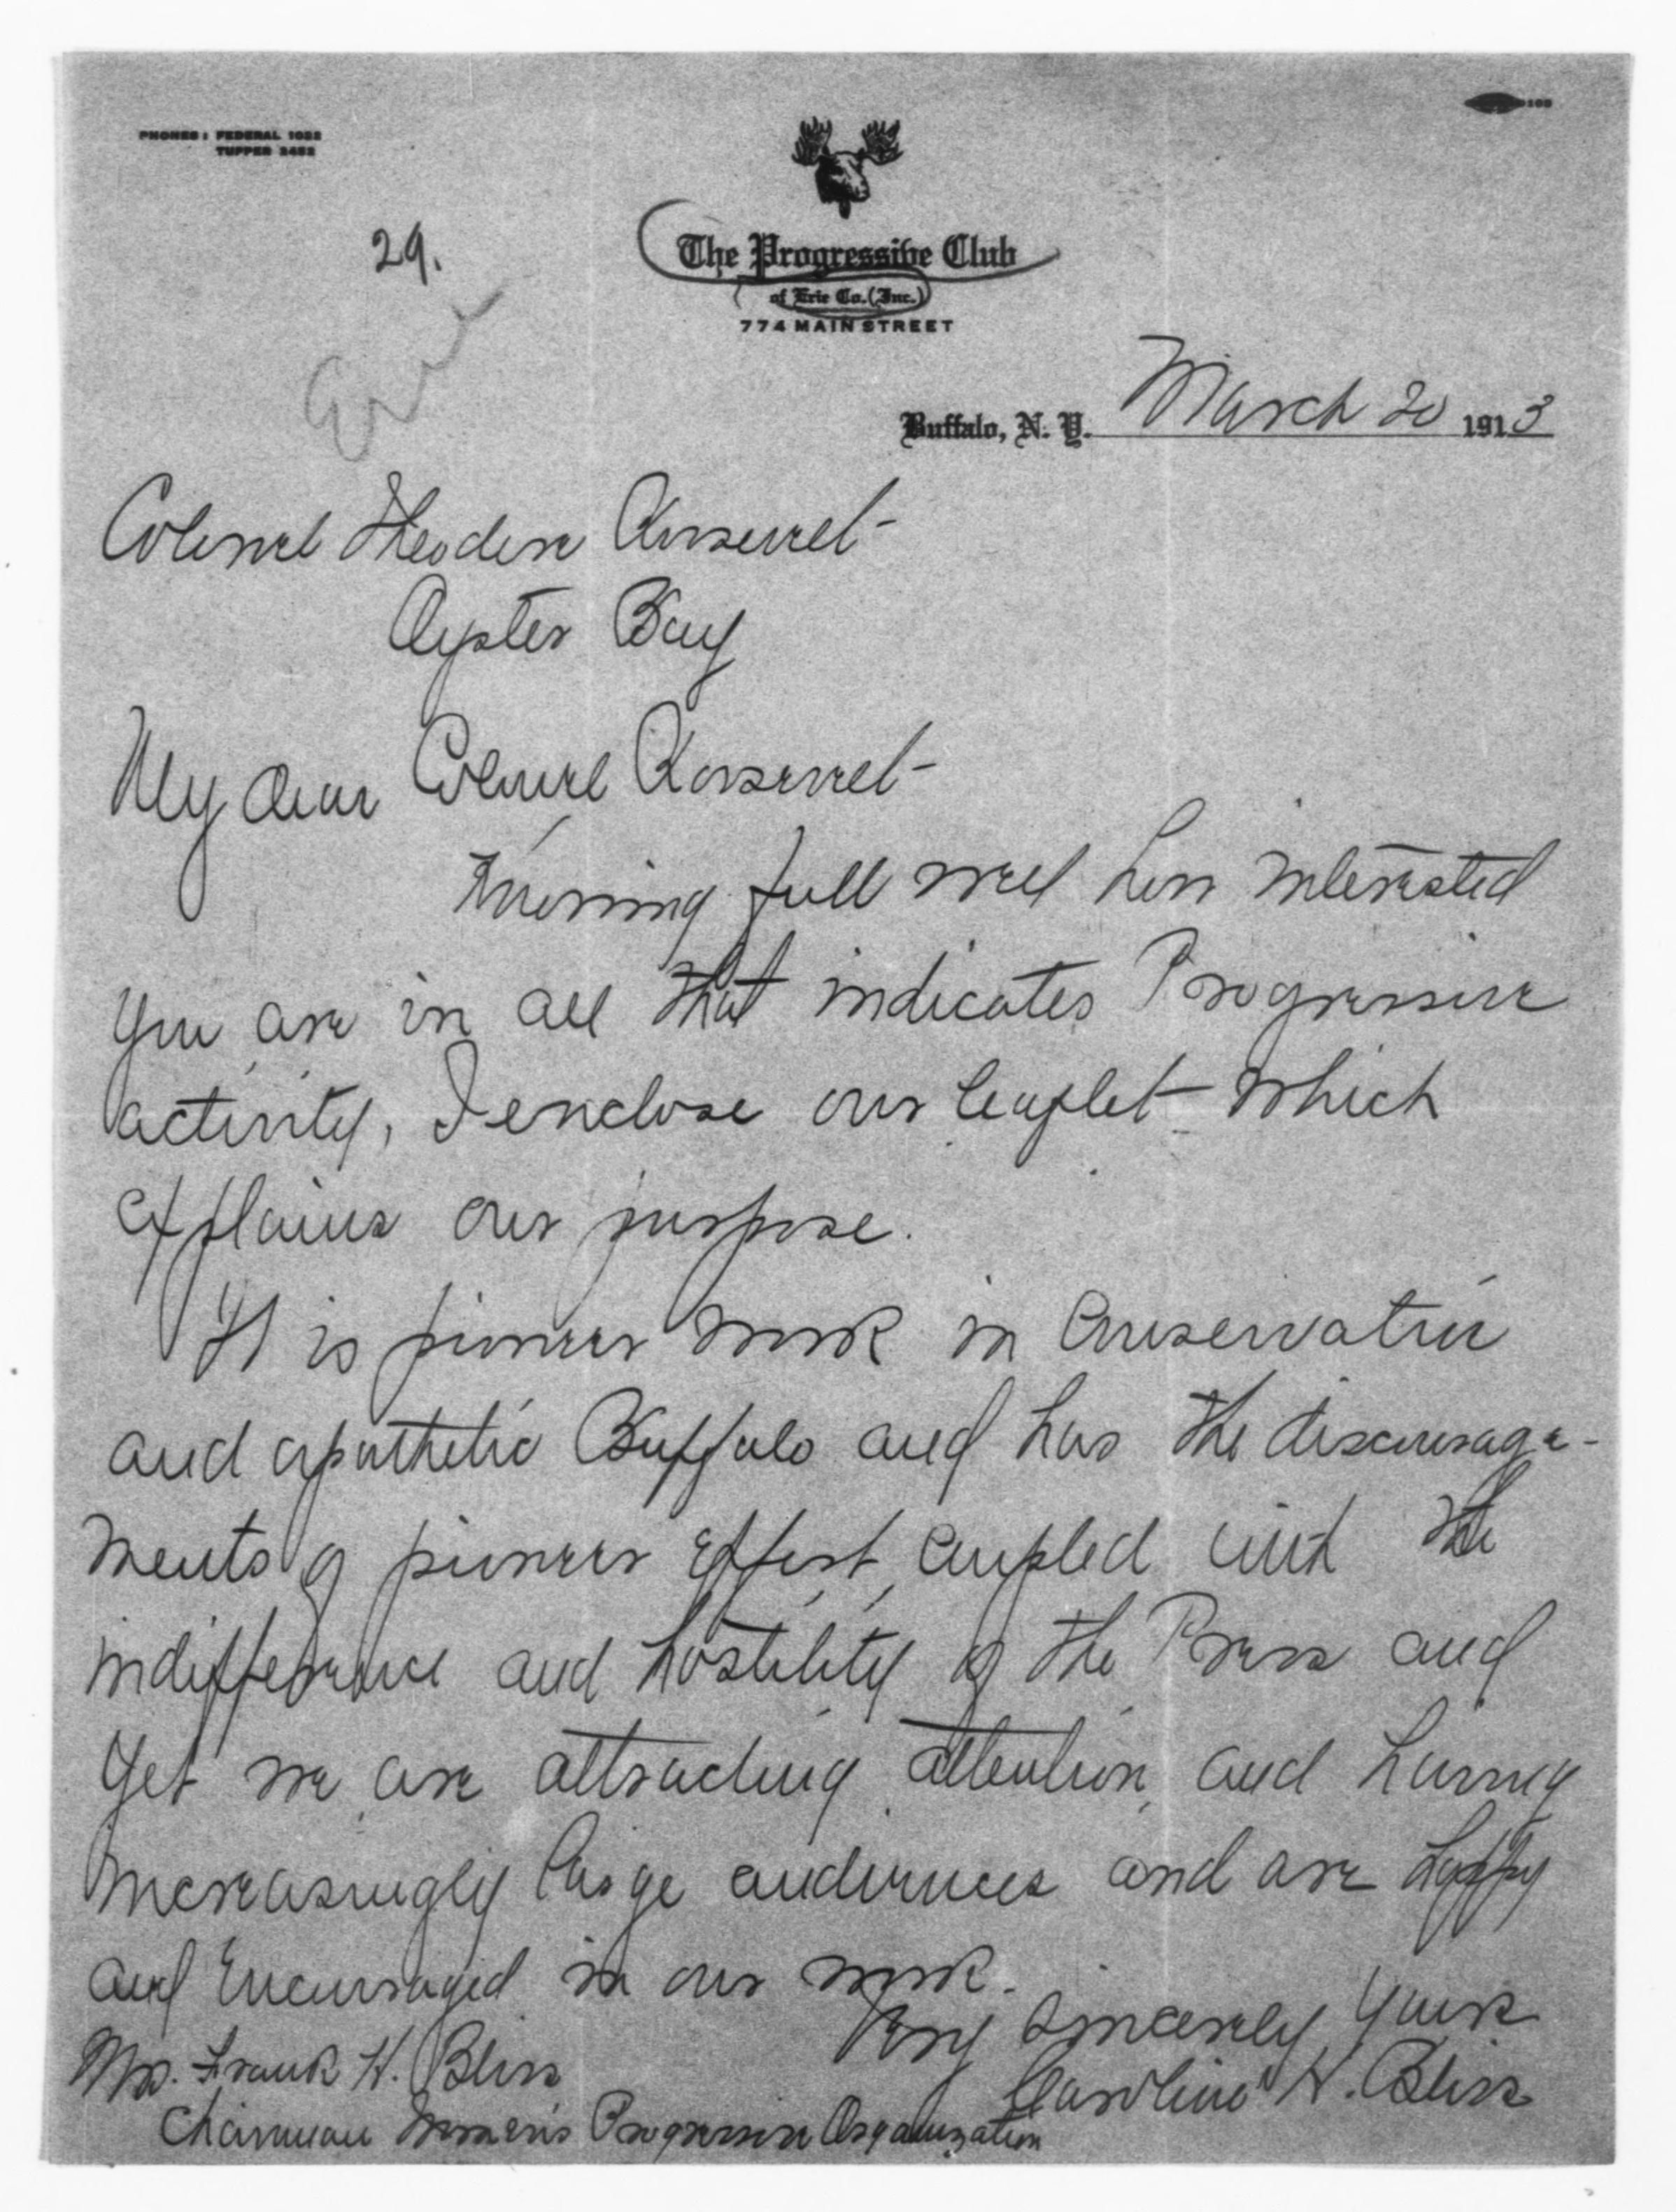 PHONES: FEDERAL 1022
TUPPER 2452
29.
The Progressive Club
of Erie Co. (Inc.)
774 MAIN STREET
Buffalo, N. Y. March 20 1913
Colonel Theodore Roosevelt-
Oyster Bay
My dear Colonel Roosevelt-
Knowing full well how interested
you are in all that indicates Progressive
activity, I enclose our leaflet which
explains our purpose.
It is pioneer work in Conservative
and apathetic Buffalo and has the discourage-
ments of pioneer effort, coupled with the
indifference and hostility of the Press and
yet we are attracting attention, and having
increasingly large audiences and are happy
and encouraged in our work.
Very Sincerely Yours
Caroline H. Bliss
Mrs. Frank H. Bliss
Chairman Women's Progressive Organization